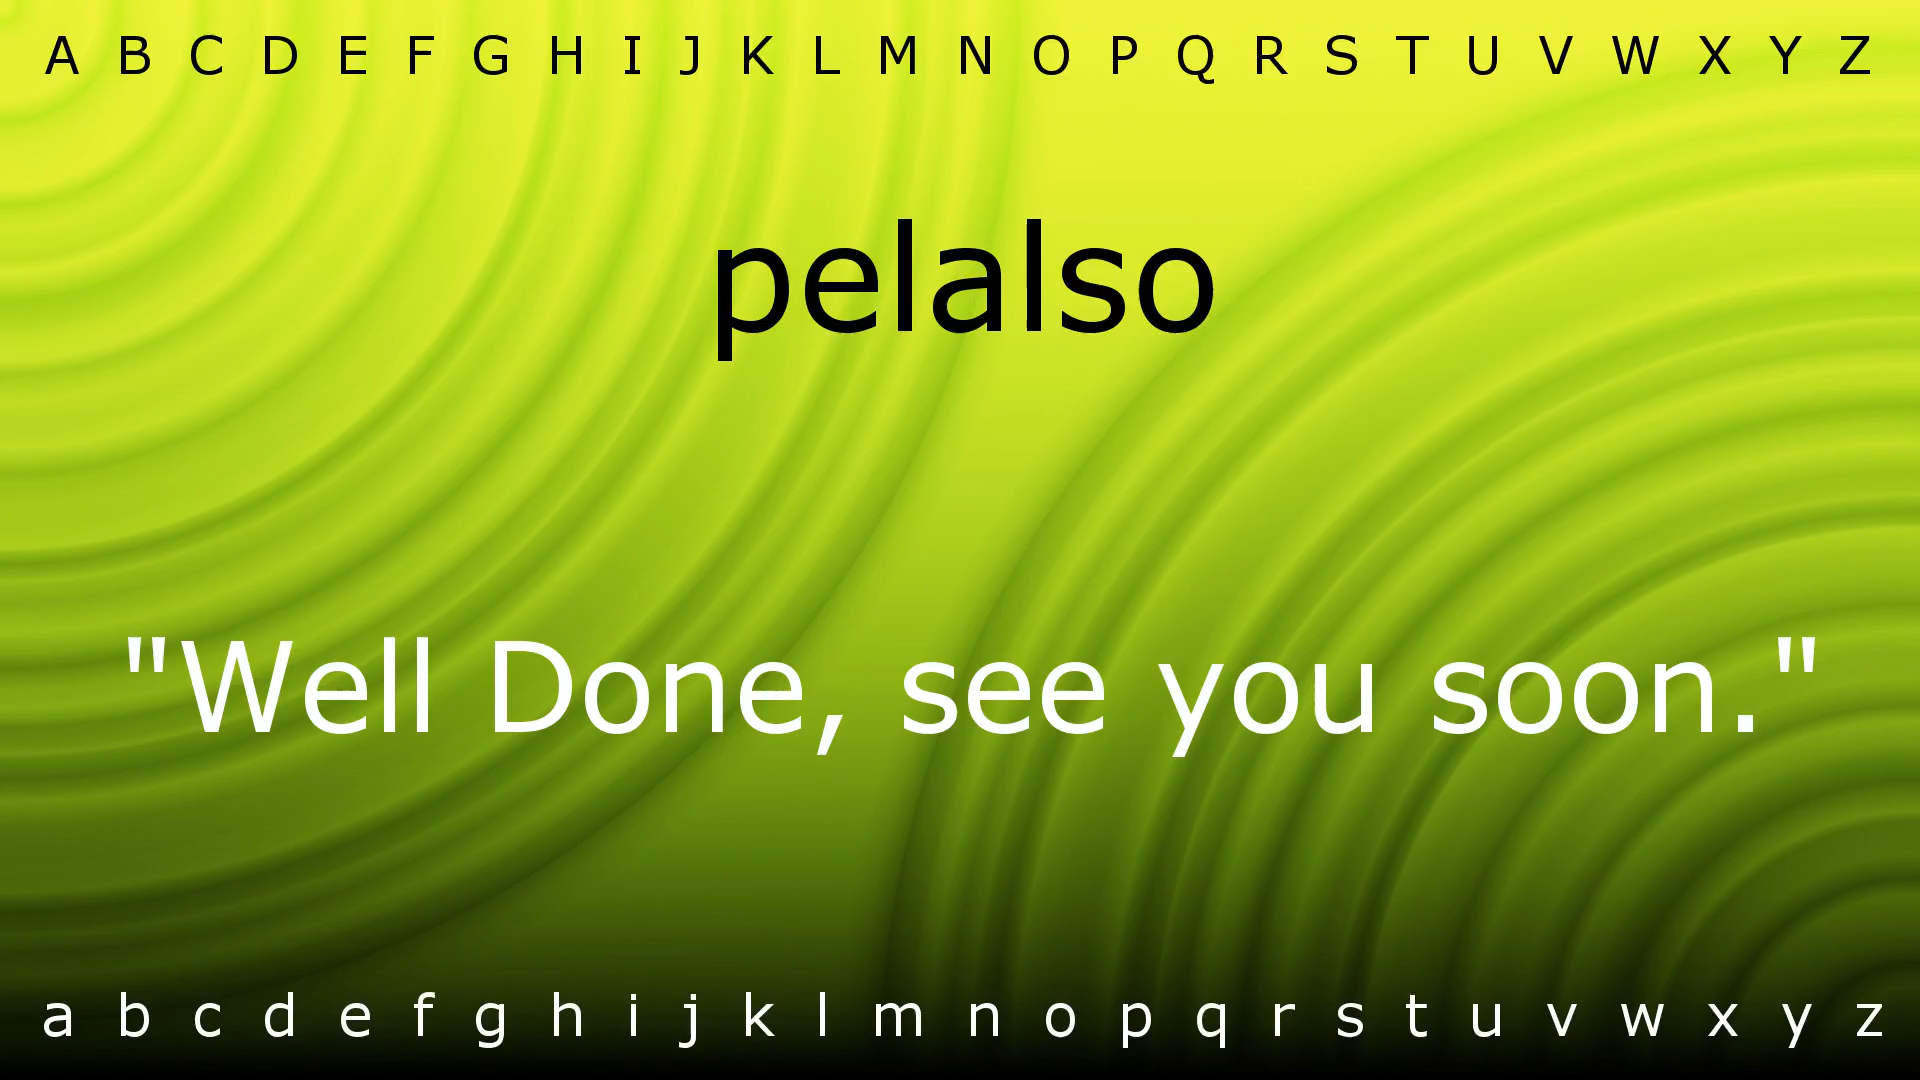 A B C D E F G H I J K L M N O P Q R S T U V W X Y Z
pelalso
"Well Done, see you soon."
a b c d e f g h i j k l m n o p q r s t u v w x y z